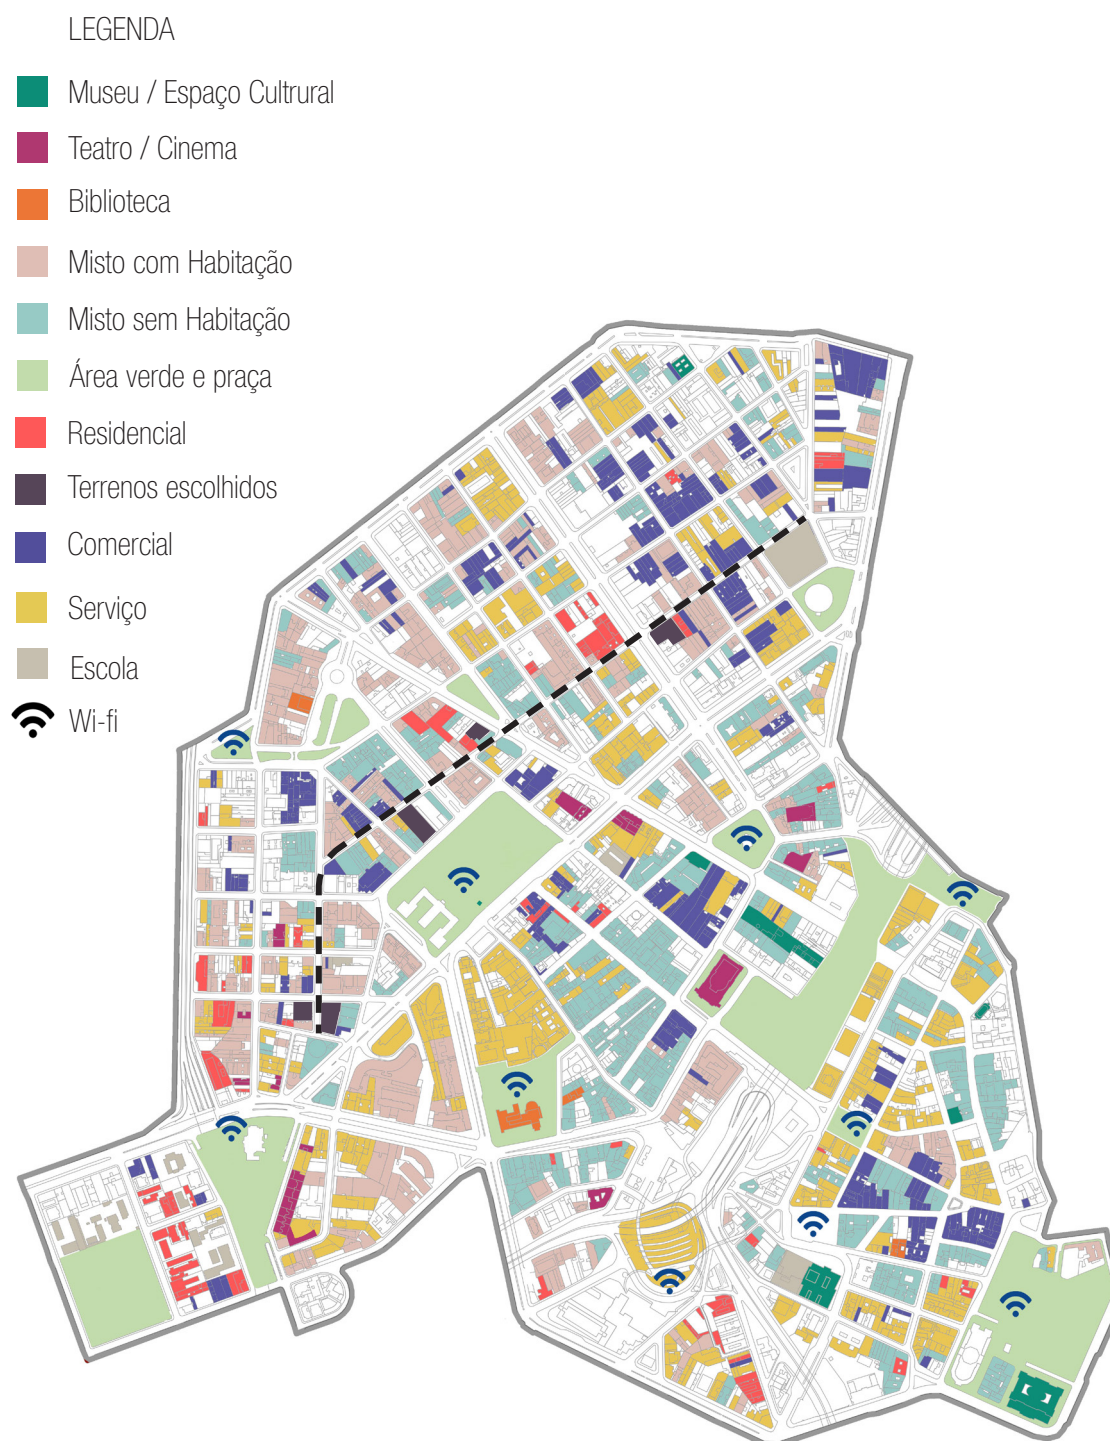 LEGENDA
Museu / Espaço Cultrural
Teatro / Cinema
Biblioteca
Misto com Habitação
Misto sem Habitação
Área verde e praça
Residencial
Terrenos escolhidos
Comercial
Serviço
Escola
Wi-fi